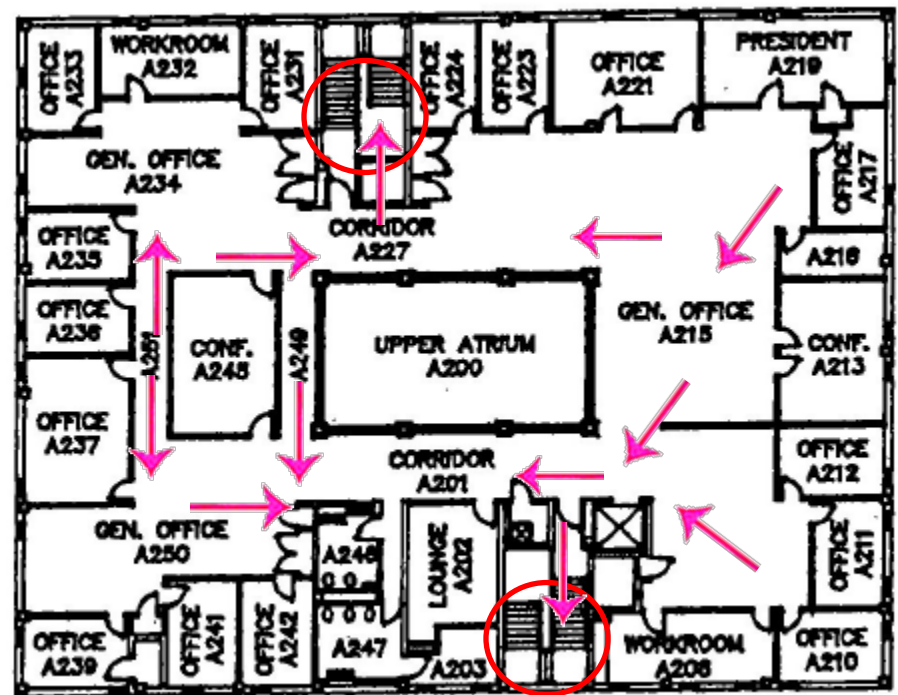 OFFICE
A233
WORKROOM
A232
OFFICE
A231
OFFICE
A224
OFFICE
A223
OFFICE
A221
PRESIDENT
A219
GEN. OFFICE
A234
OFFICE
A217
CORRIDOR
A227
OFFICE
A235
A218
OFFICE
A236
A251
CONF.
A245
A249
UPPER ATRIUM
A200
GEN. OFFICE
A215
CONF.
A213
OFFICE
A237
CORRIDOR
A201
OFFICE
A212
GEN. OFFICE
A250
A246
LOUNGE
A202
OFFICE
A211
OFFICE
A239
OFFICE
A241
OFFICE
A242
A247
A203
WORKROOM
A206
OFFICE
A210